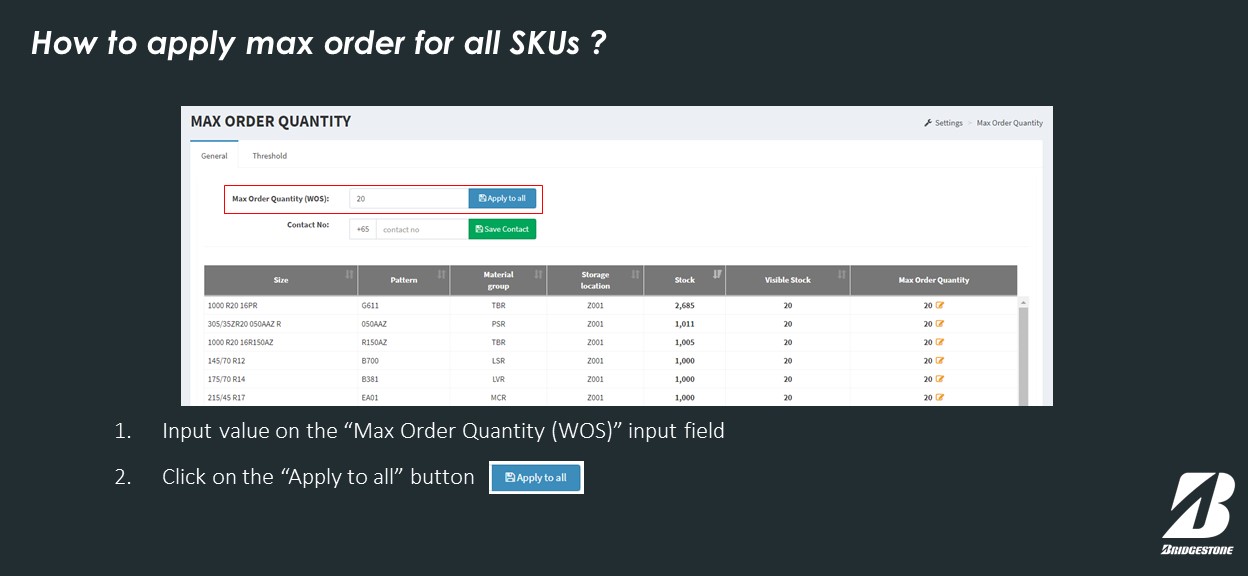 How to apply max order for all SKUs ?
MAX ORDER QUANTITY
Settings > Max Order Quantity
General Threshold
Max Order Quantity (WOS): 20 Apply to all
Contact No: +65 contact no Save Contact
Size Pattern Material group Storage location Stock Visible Stock Max Order Quantity
1000 R20 16PR G611 TBR Z001 2,685 20 20
305/35ZR20 050AAZ R 050AAZ PSR Z001 1,011 20 20
1000 R20 16R150AZ R150AZ TBR Z001 1,005 20 20
145/70 R12 B700 LSR Z001 1,000 20 20
175/70 R14 B381 LVR Z001 1,000 20 20
215/45 R17 EA01 MCR Z001 1,000 20 20
1. Input value on the “Max Order Quantity (WOS)” input field
2. Click on the “Apply to all” button Apply to all
BRIDGESTONE